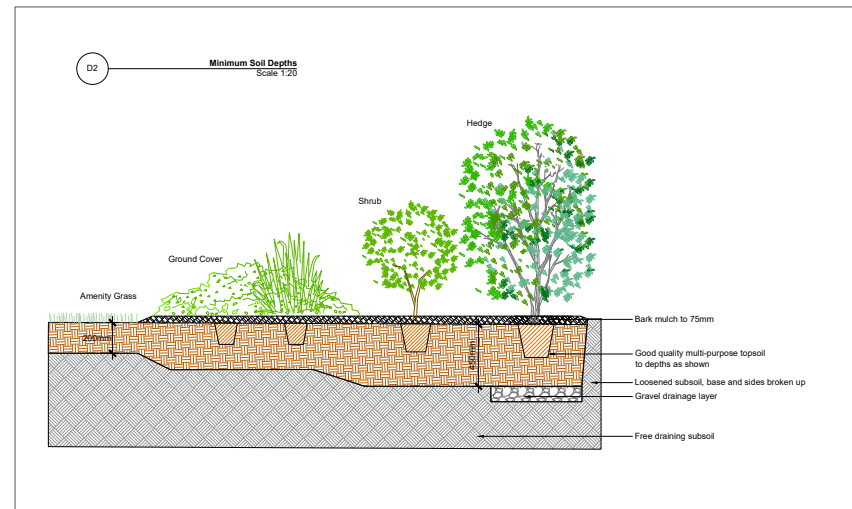 D2
Minimum Soil Depths
Scale 1:20
Hedge
Shrub
Ground Cover
Amenity Grass
200mm
450mm
Bark mulch to 75mm
Good quality multi-purpose topsoil
to depths as shown
Loosened subsoil, base and sides broken up
Gravel drainage layer
Free draining subsoil